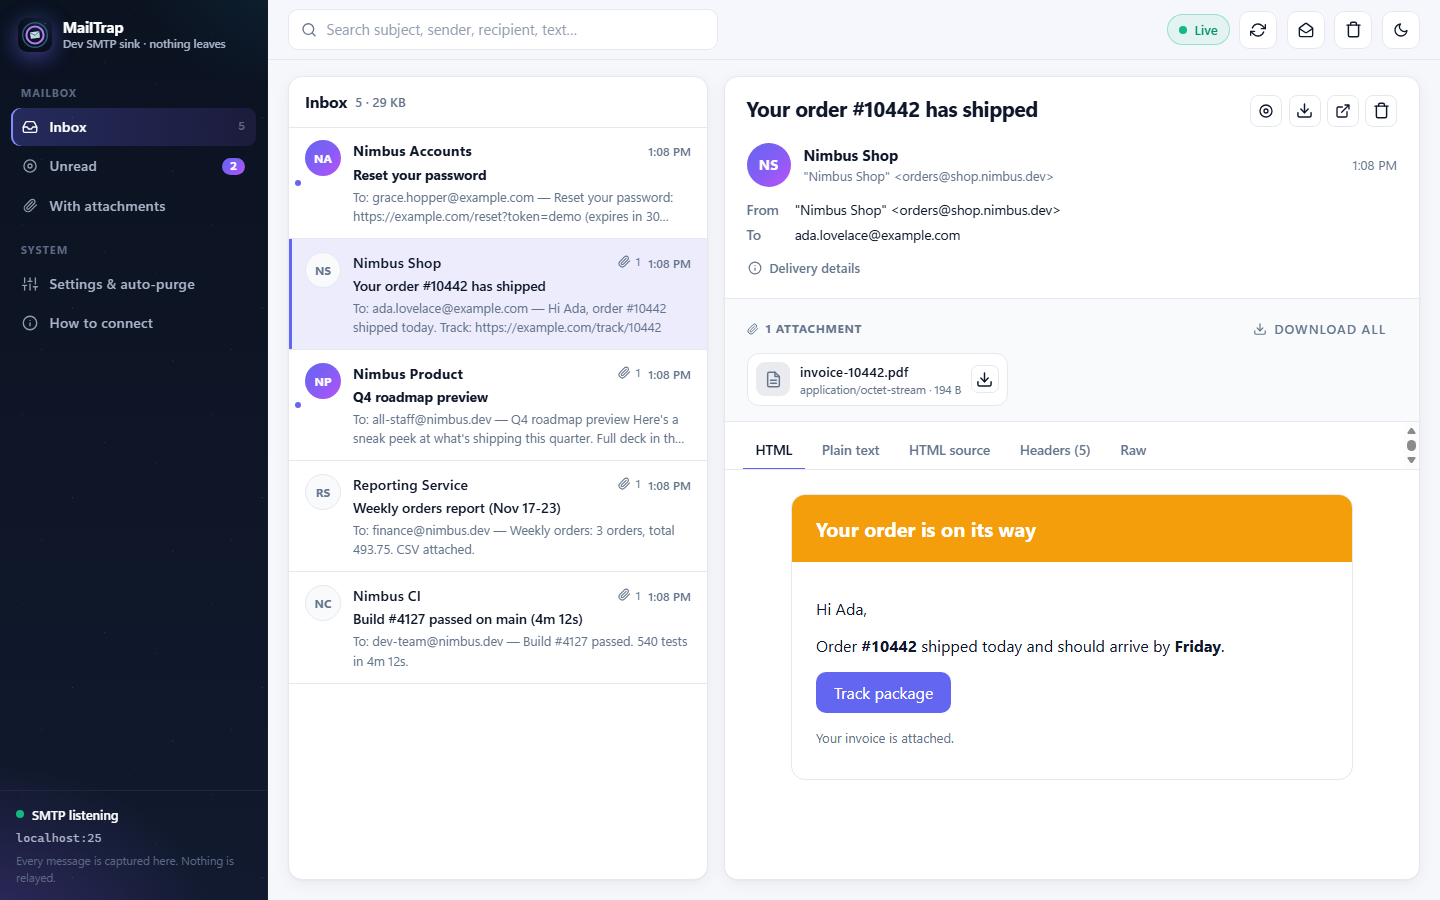 MailTrap
Dev SMTP sink · nothing leaves
MAILBOX
Inbox 5
Unread 2
With attachments
SYSTEM
Settings & auto-purge
How to connect
SMTP listening
localhost:25
Every message is captured here. Nothing is
relayed.
Search subject, sender, recipient, text...
Live
Inbox 5 · 29 KB
NA
Nimbus Accounts 1:08 PM
Reset your password
To: grace.hopper@example.com — Reset your password:
https://example.com/reset?token=demo (expires in 30...
NS
Nimbus Shop 1 1:08 PM
Your order #10442 has shipped
To: ada.lovelace@example.com — Hi Ada, order #10442
shipped today. Track: https://example.com/track/10442
NP
Nimbus Product 1 1:08 PM
Q4 roadmap preview
To: all-staff@nimbus.dev — Q4 roadmap preview Here's a
sneak peek at what's shipping this quarter. Full deck in th...
RS
Reporting Service 1 1:08 PM
Weekly orders report (Nov 17-23)
To: finance@nimbus.dev — Weekly orders: 3 orders, total
493.75. CSV attached.
NC
Nimbus CI 1 1:08 PM
Build #4127 passed on main (4m 12s)
To: dev-team@nimbus.dev — Build #4127 passed. 540 tests
in 4m 12s.
Your order #10442 has shipped
NS
Nimbus Shop
"Nimbus Shop" <orders@shop.nimbus.dev>
1:08 PM
From "Nimbus Shop" <orders@shop.nimbus.dev>
To ada.lovelace@example.com
Delivery details
1 ATTACHMENT
DOWNLOAD ALL
invoice-10442.pdf
application/octet-stream · 194 B
HTML Plain text HTML source Headers (5) Raw
Your order is on its way
Hi Ada,
Order #10442 shipped today and should arrive by Friday.
Track package
Your invoice is attached.